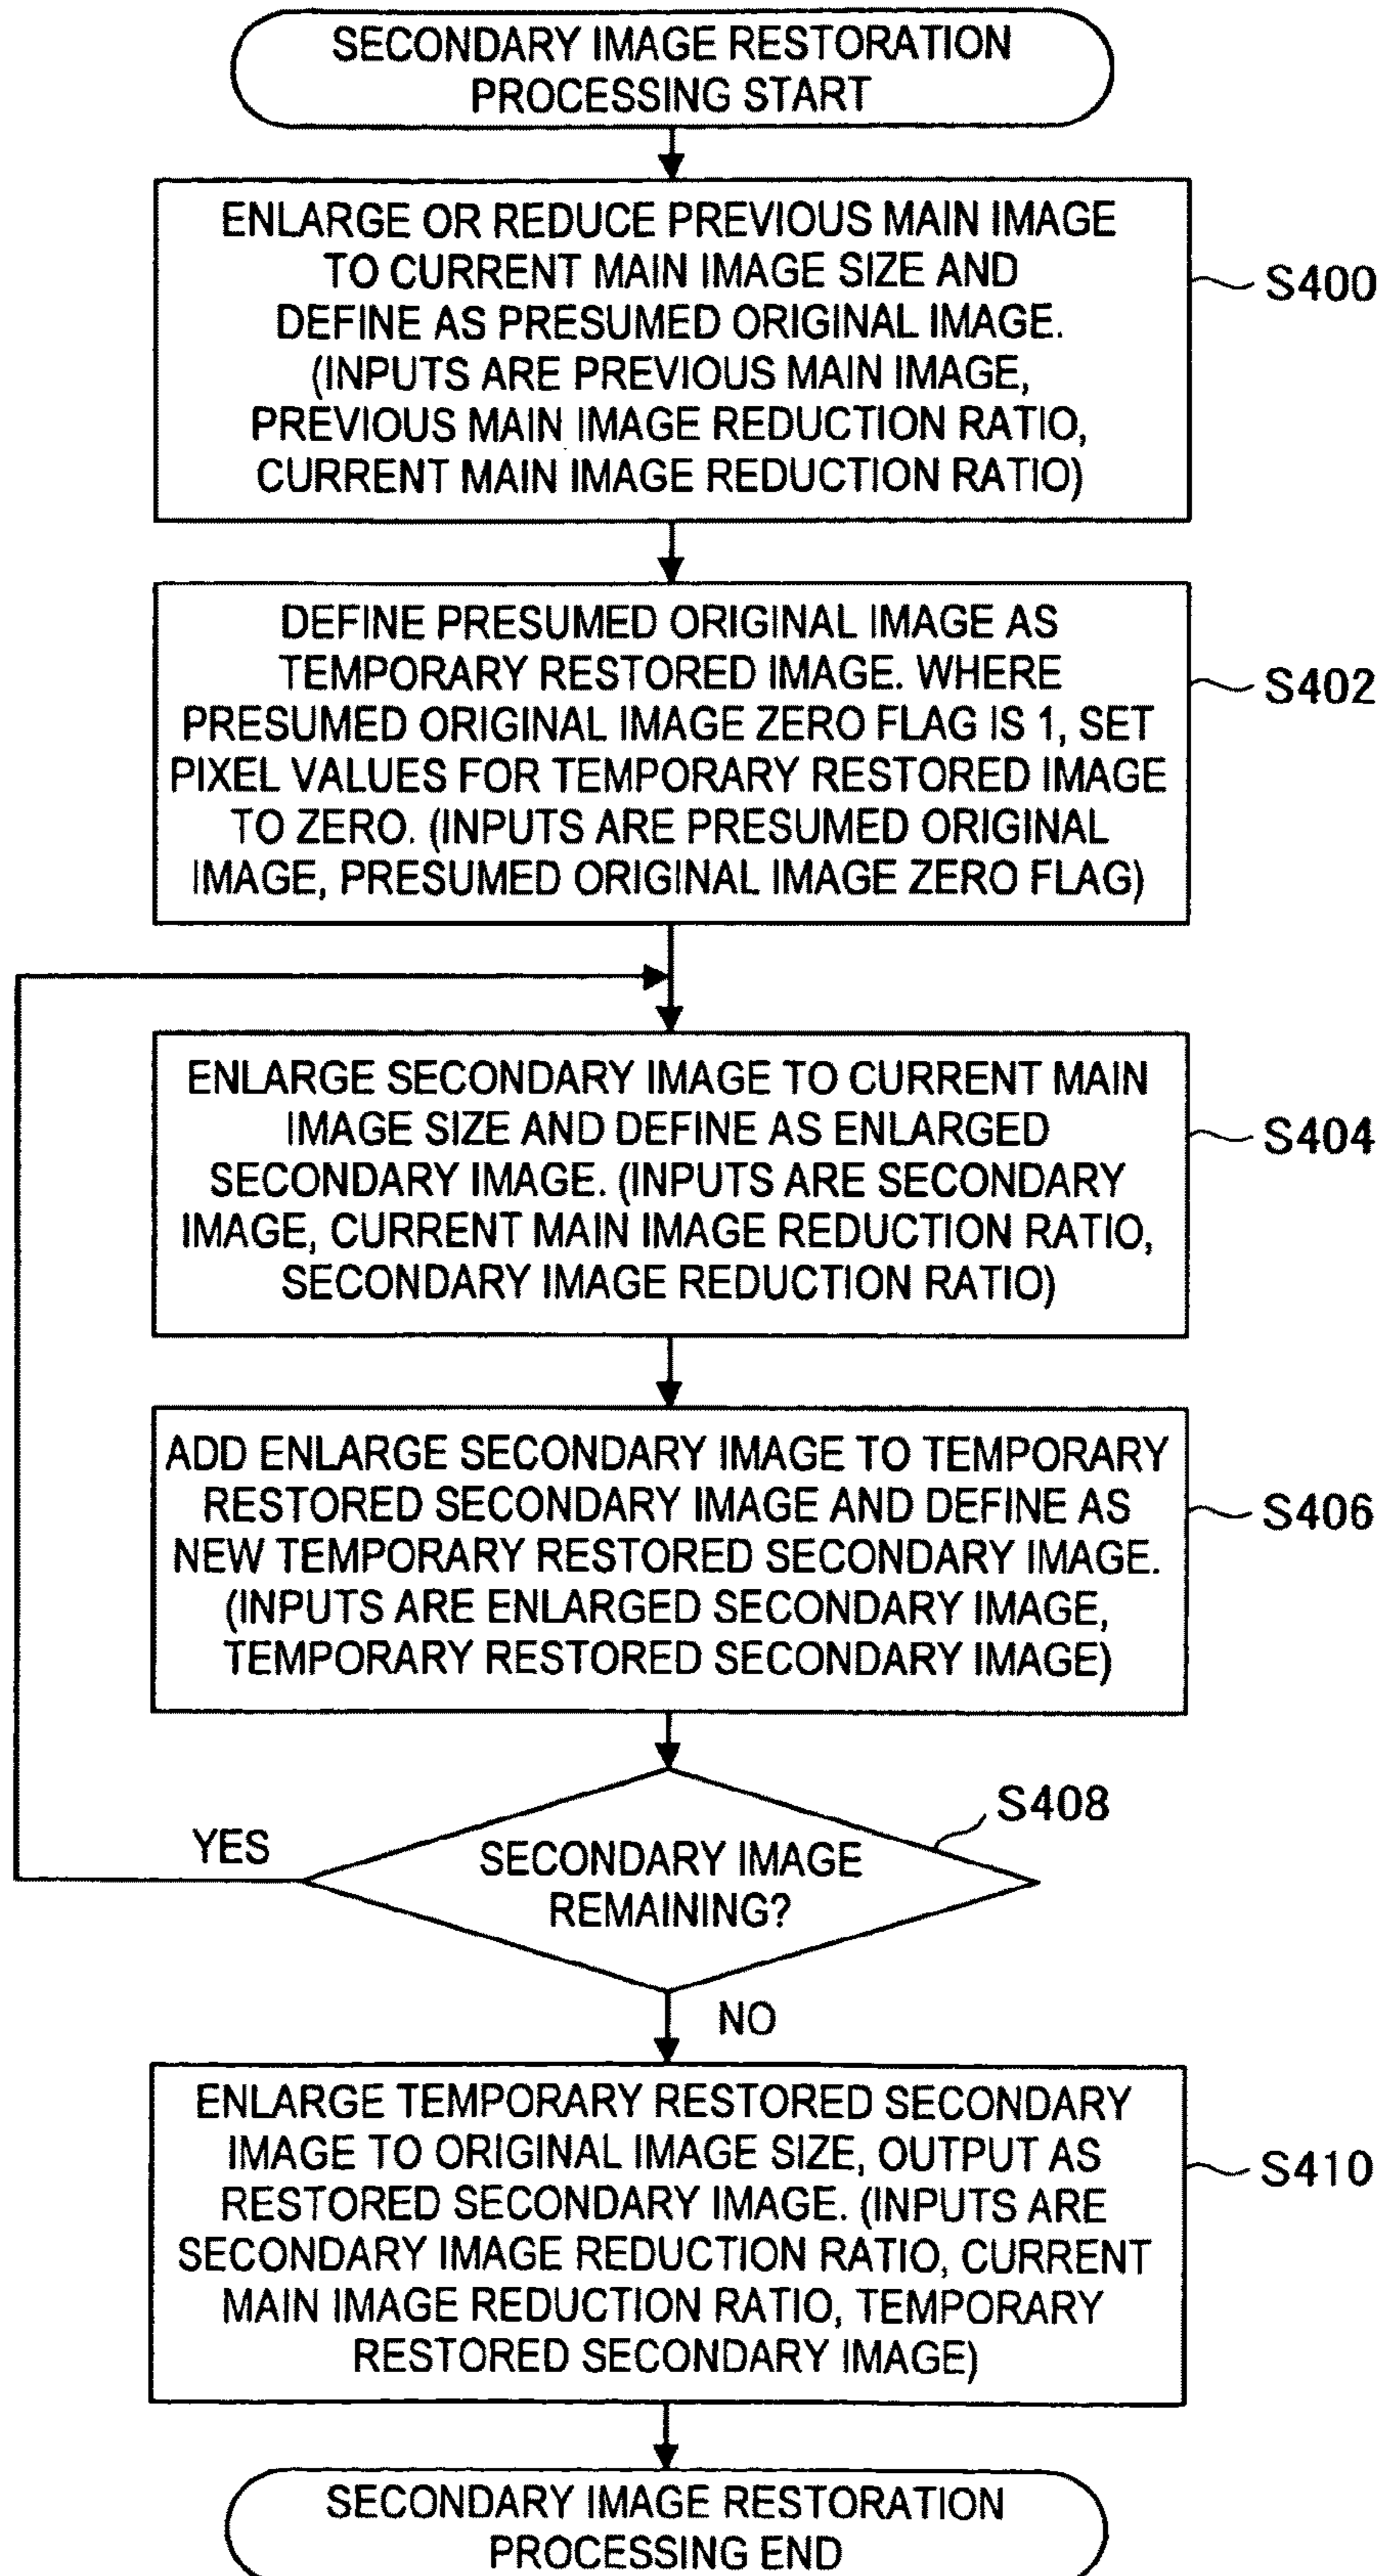 SECONDARY IMAGE RESTORATION
PROCESSING START
ENLARGE OR REDUCE PREVIOUS MAIN IMAGE
TO CURRENT MAIN IMAGE SIZE AND
DEFINE AS PRESUMED ORIGINAL IMAGE.
(INPUTS ARE PREVIOUS MAIN IMAGE,
PREVIOUS MAIN IMAGE REDUCTION RATIO,
CURRENT MAIN IMAGE REDUCTION RATIO)
S400
DEFINE PRESUMED ORIGINAL IMAGE AS
TEMPORARY RESTORED IMAGE. WHERE
PRESUMED ORIGINAL IMAGE ZERO FLAG IS 1, SET
PIXEL VALUES FOR TEMPORARY RESTORED IMAGE
TO ZERO. (INPUTS ARE PRESUMED ORIGINAL
IMAGE, PRESUMED ORIGINAL IMAGE ZERO FLAG)
S402
ENLARGE SECONDARY IMAGE TO CURRENT MAIN
IMAGE SIZE AND DEFINE AS ENLARGED
SECONDARY IMAGE. (INPUTS ARE SECONDARY
IMAGE, CURRENT MAIN IMAGE REDUCTION RATIO,
SECONDARY IMAGE REDUCTION RATIO)
S404
ADD ENLARGE SECONDARY IMAGE TO TEMPORARY
RESTORED SECONDARY IMAGE AND DEFINE AS
NEW TEMPORARY RESTORED SECONDARY IMAGE.
(INPUTS ARE ENLARGED SECONDARY IMAGE,
TEMPORARY RESTORED SECONDARY IMAGE)
S406
S408
YES
SECONDARY IMAGE
REMAINING?
NO
ENLARGE TEMPORARY RESTORED SECONDARY
IMAGE TO ORIGINAL IMAGE SIZE, OUTPUT AS
RESTORED SECONDARY IMAGE. (INPUTS ARE
SECONDARY IMAGE REDUCTION RATIO, CURRENT
MAIN IMAGE REDUCTION RATIO, TEMPORARY
RESTORED SECONDARY IMAGE)
S410
SECONDARY IMAGE RESTORATION
PROCESSING END